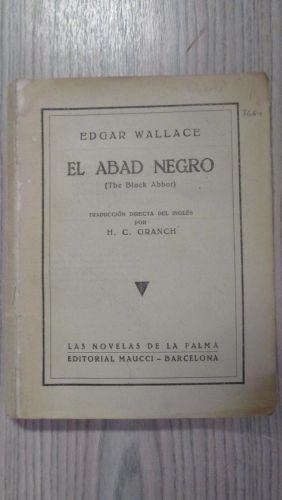 EDGAR WALLACE
EL ABAD NEGRO
(The Black Abbot)
TRADUCCIÓN DIRECTA DEL INGLÉS
POR
H. C. GRANCH
LAS NOVELAS DE LA PALMA
EDITORIAL MAUCCI – BARCELONA